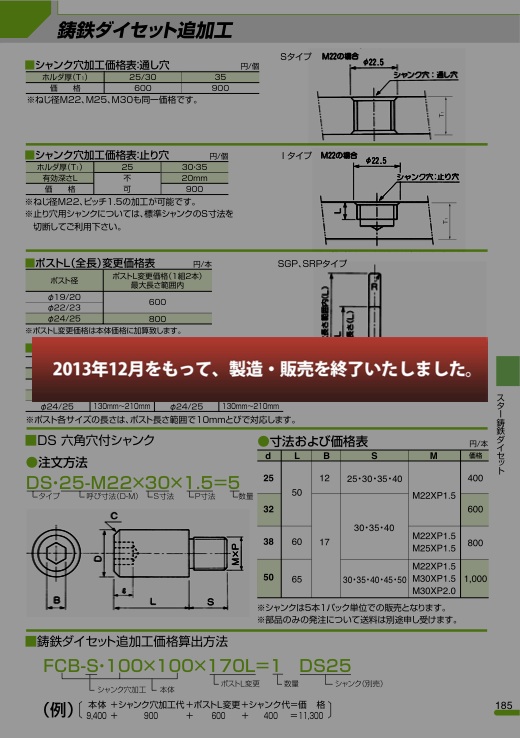 鋳鉄ダイセット追加工
■シャンク穴加工価格表:通し穴 円/個
ホルダ厚(T₁) 25/30 35
価 格 600 900
※ねじ径M22、M25、M30も同一価格です。
Sタイプ M22の場合
φ22.5
シャンク穴:通し穴
T₁
■シャンク穴加工価格表:止り穴 円/個
ホルダ厚(T₁) 25 30·35
有効深さL 不 20mm
価 格 可 900
※ねじ径M22、ピッチ1.5の加工が可能です。
※止り穴用シャンクについては、標準シャンクのS寸法を
切断してご利用下さい。
Iタイプ M22の場合
φ22.5
シャンク穴:止り穴
L
T₁
■ポストL(全長)変更価格表 円/本
ポスト径 ポストL変更価格(1組2本)
最大長さ範囲内
φ19/20 600
φ22/23
φ24/25 800
※ポストL変更価格は本体価格に加算致します。
SGP、SRPタイプ
長さ範囲内(L)
長さ(L)
2013年12月をもって、製造・販売を終了いたしました。
φ24/25 130mm~210mm φ24/25 130mm~210mm
※ポスト各サイズの長さは、ポスト長さ範囲で10mmとびで対応します。
スター鋳鉄ダイセット
■DS 六角穴付シャンク
●注文方法
DS·25-M22×30×1.5=5
タイプ 呼び寸法(D-M) S寸法 P寸法 数量
C
D
M×P
B
ℓ
L
S
●寸法および価格表 円/本
d L B S M 価格
25 50 12 25·30·35·40 M22XP1.5 400
32 17 30·35·40 600
38 60 M22XP1.5 M25XP1.5 800
50 65 30·35·40·45·50 M22XP1.5 M30XP1.5 M30XP2.0 1,000
※シャンクは5本1パック単位での販売となります。
※部品のみの発注について送料は別途申し受けます。
■鋳鉄ダイセット追加工価格算出方法
FCB-S·100×100×170L=1 DS25
シャンク穴加工 本体 ポストL変更 数量 シャンク(別売)
(例) 本体 +シャンク穴加工代+ポストL変更+シャンク代=価 格
9,400 + 900 + 600 + 400 =11,300
185